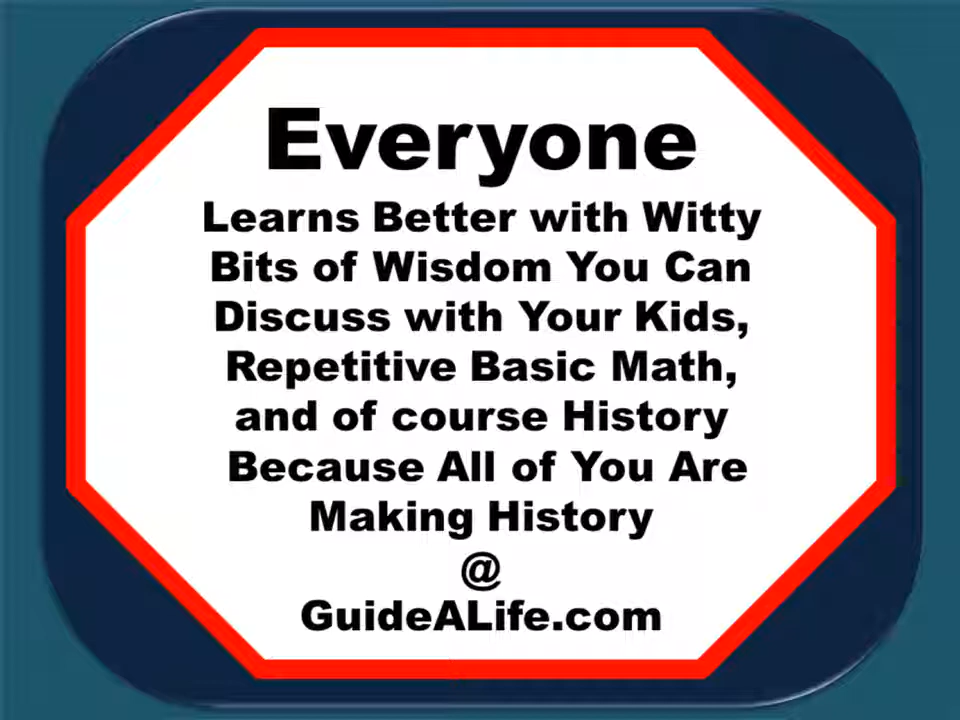 Everyone
Learns Better with Witty
Bits of Wisdom You Can
Discuss with Your Kids,
Repetitive Basic Math,
and of course History
Because All of You Are
Making History
@
GuideALife.com